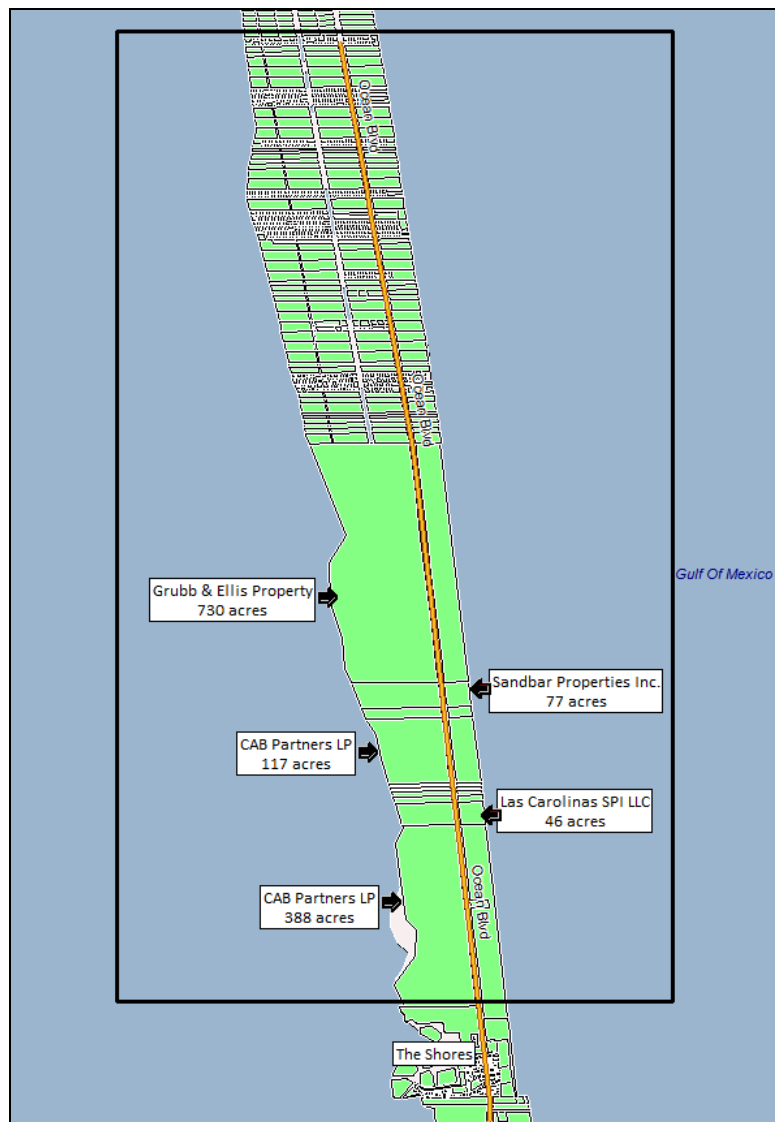 Ocean Blvd
Ocean Blvd
Gulf Of Mexico
Grubb & Ellis Property
730 acres
Sandbar Properties Inc.
77 acres
CAB Partners LP
117 acres
Las Carolinas SPI LLC
46 acres
CAB Partners LP
388 acres
Ocean Blvd
The Shores